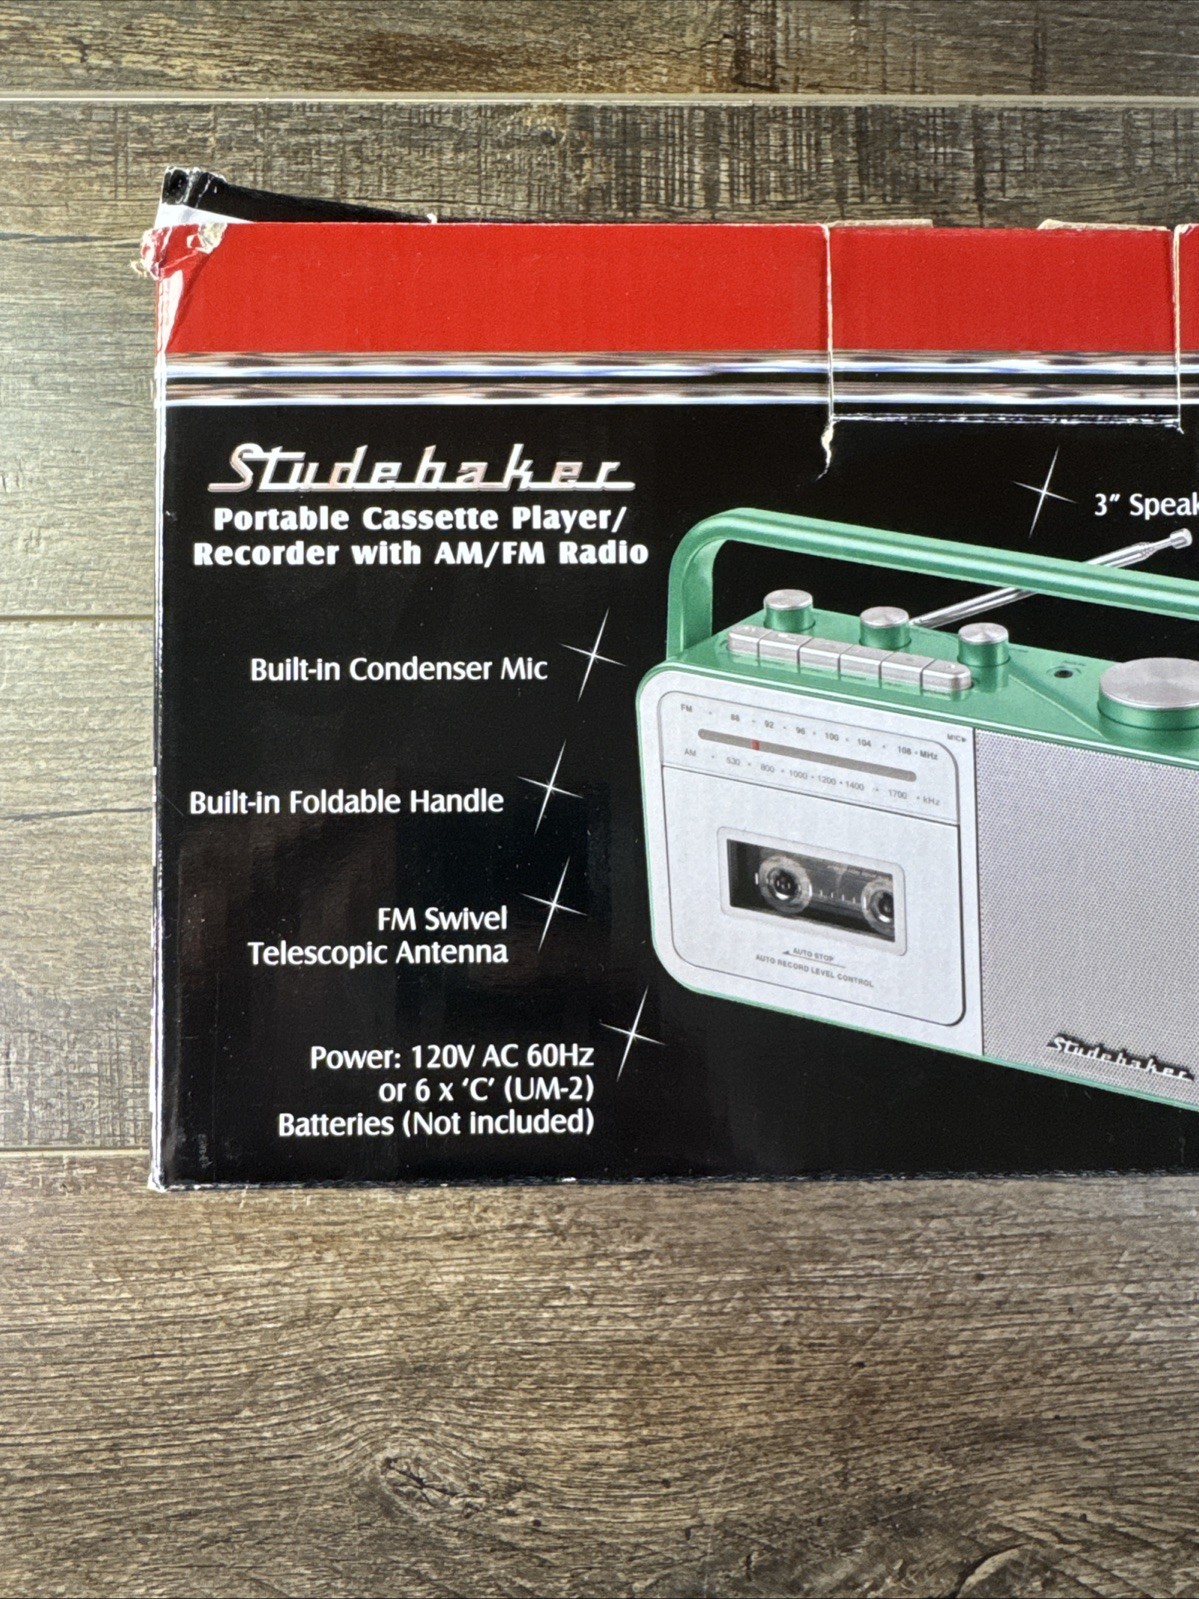 Studebaker
Portable Cassette Player/
Recorder with AM/FM Radio
3" Speak
Built-in Condenser Mic
Built-in Foldable Handle
FM Swivel
Telescopic Antenna
Power: 120V AC 60Hz
or 6 x ‘C’ (UM-2)
Batteries (Not included)
MIC
FM 88 92 96 100 104 108 MHz
AM 530 800 1000 1200 1400 1700 kHz
AUTO STOP
AUTO RECORD LEVEL CONTROL
Studebaker